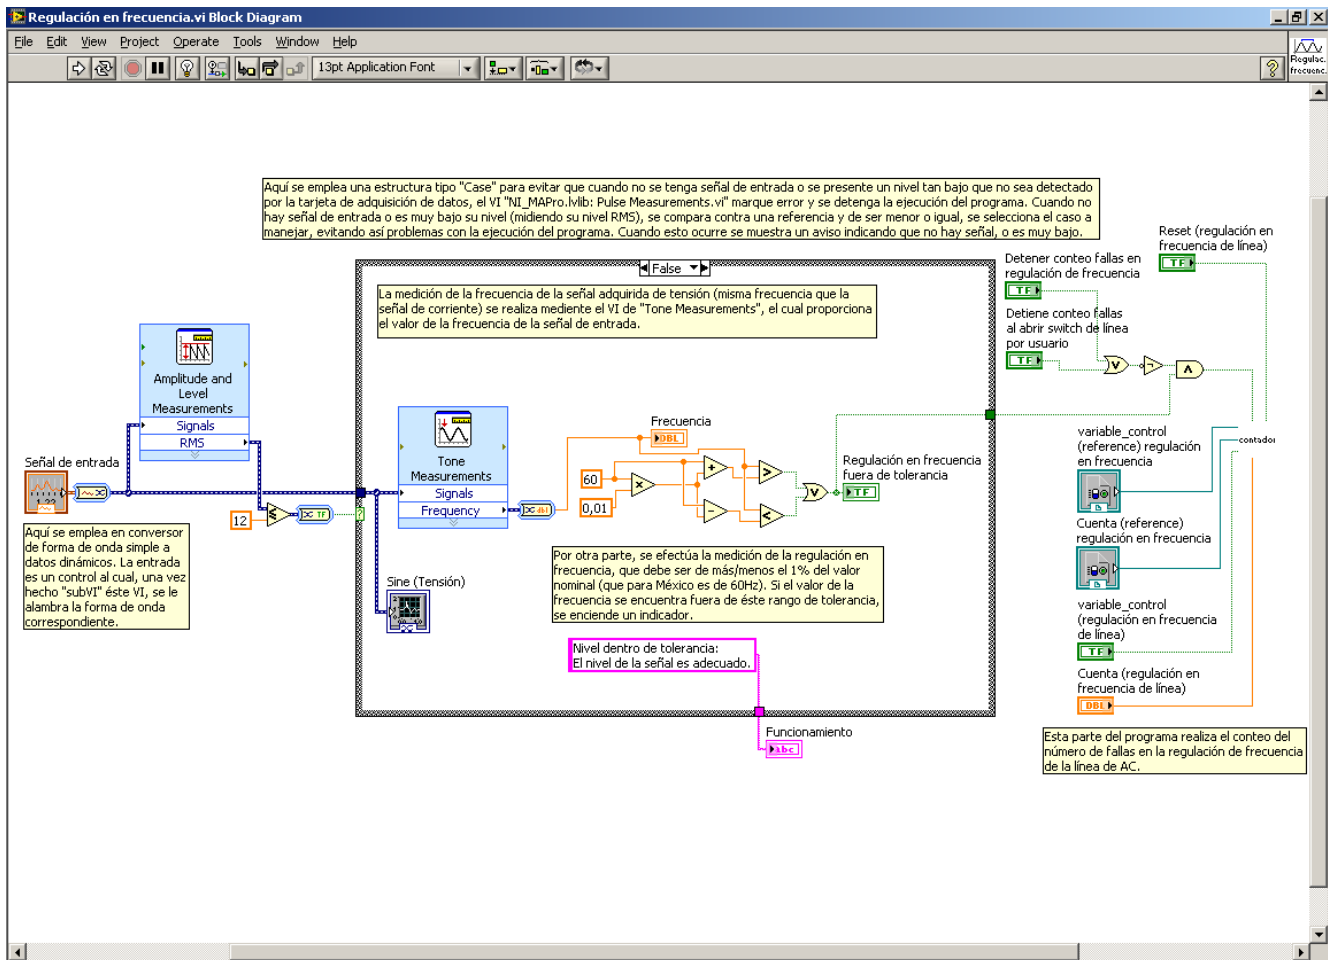 Regulación en frecuencia.vi Block Diagram
File Edit View Project Operate Tools Window Help
13pt Application Font
?
Regulac.
frecuenc.
Aquí se emplea una estructura tipo "Case" para evitar que cuando no se tenga señal de entrada o se presente un nivel tan bajo que no sea detectado
por la tarjeta de adquisición de datos, el VI "NI_MAPro.lvlib: Pulse Measurements.vi" marque error y se detenga la ejecución del programa. Cuando no
hay señal de entrada o es muy bajo su nivel (midiendo su nivel RMS), se compara contra una referencia y de ser menor o igual, se selecciona el caso a
manejar, evitando así problemas con la ejecución del programa. Cuando esto ocurre se muestra un aviso indicando que no hay señal, o es muy bajo.
False
La medición de la frecuencia de la señal adquirida de tensión (misma frecuencia que la
señal de corriente) se realiza mediente el VI de "Tone Measurements", el cual proporciona
el valor de la frecuencia de la señal de entrada.
Amplitude and
Level
Measurements
Signals
RMS
Señal de entrada
1.23
12
TF
?
Aquí se emplea en conversor
de forma de onda simple a
datos dinámicos. La entrada
es un control al cual, una vez
hecho "subVI" éste VI, se le
alambra la forma de onda
correspondiente.
Tone
Measurements
Signals
Frequency
dbl
Sine (Tensión)
Frecuencia
DBL
60
0,01
Regulación en frecuencia
fuera de tolerancia
TF
Por otra parte, se efectúa la medición de la regulación en
frecuencia, que debe ser de más/menos el 1% del valor
nominal (que para México es de 60Hz). Si el valor de la
frecuencia se encuentra fuera de éste rango de tolerancia,
se enciende un indicador.
Nivel dentro de tolerancia:
El nivel de la señal es adecuado.
Funcionamiento
abc
Reset (regulación en
frecuencia de línea)
TF
Detener conteo fallas en
regulación de frecuencia
TF
Detiene conteo fallas
al abrir switch de línea
por usuario
TF
contador
variable_control
(reference) regulación
en frecuencia
Cuenta (reference)
regulación en frecuencia
variable_control
(regulación en frecuencia
de línea)
TF
Cuenta (regulación en
frecuencia de línea)
DBL
Esta parte del programa realiza el conteo del
número de fallas en la regulación de frecuencia
de la línea de AC.